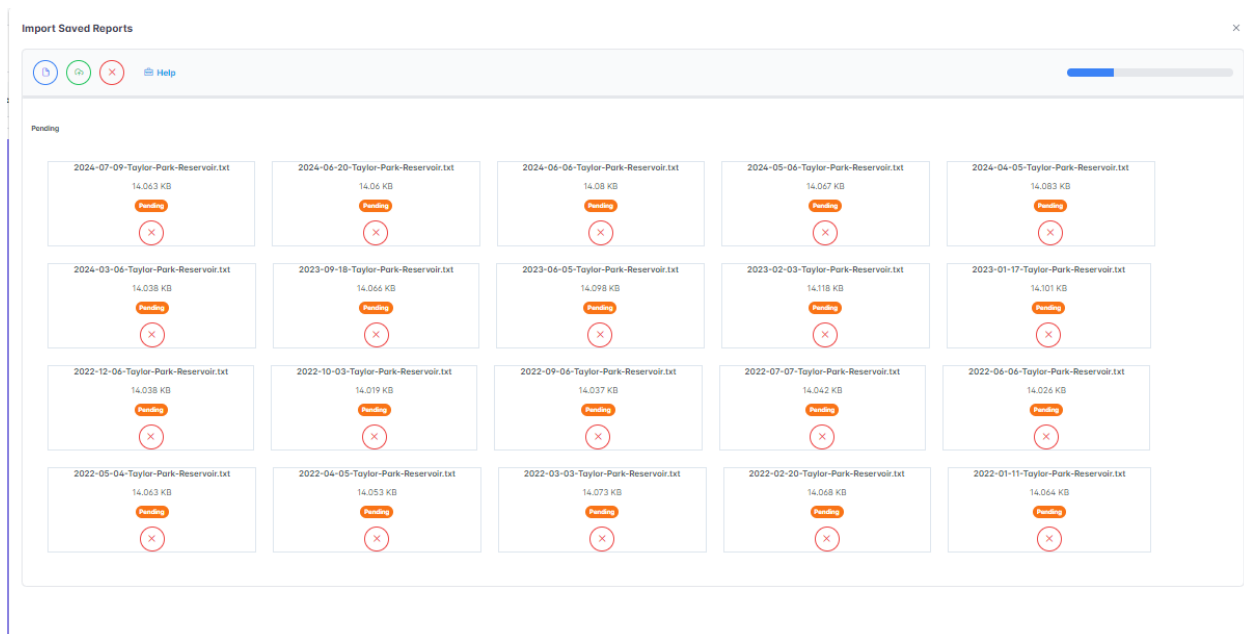 Import Saved Reports
Help
Pending
2024-07-09-Taylor-Park-Reservoir.txt
14.063 KB
Pending
2024-06-20-Taylor-Park-Reservoir.txt
14.06 KB
Pending
2024-06-06-Taylor-Park-Reservoir.txt
14.08 KB
Pending
2024-05-06-Taylor-Park-Reservoir.txt
14.067 KB
Pending
2024-04-05-Taylor-Park-Reservoir.txt
14.083 KB
Pending
2024-03-06-Taylor-Park-Reservoir.txt
14.038 KB
Pending
2023-09-18-Taylor-Park-Reservoir.txt
14.066 KB
Pending
2023-06-05-Taylor-Park-Reservoir.txt
14.098 KB
Pending
2023-02-03-Taylor-Park-Reservoir.txt
14.118 KB
Pending
2023-01-17-Taylor-Park-Reservoir.txt
14.101 KB
Pending
2022-12-06-Taylor-Park-Reservoir.txt
14.038 KB
Pending
2022-10-03-Taylor-Park-Reservoir.txt
14.019 KB
Pending
2022-09-06-Taylor-Park-Reservoir.txt
14.037 KB
Pending
2022-07-07-Taylor-Park-Reservoir.txt
14.042 KB
Pending
2022-06-06-Taylor-Park-Reservoir.txt
14.026 KB
Pending
2022-05-04-Taylor-Park-Reservoir.txt
14.063 KB
Pending
2022-04-05-Taylor-Park-Reservoir.txt
14.053 KB
Pending
2022-03-03-Taylor-Park-Reservoir.txt
14.073 KB
Pending
2022-02-20-Taylor-Park-Reservoir.txt
14.068 KB
Pending
2022-01-11-Taylor-Park-Reservoir.txt
14.064 KB
Pending